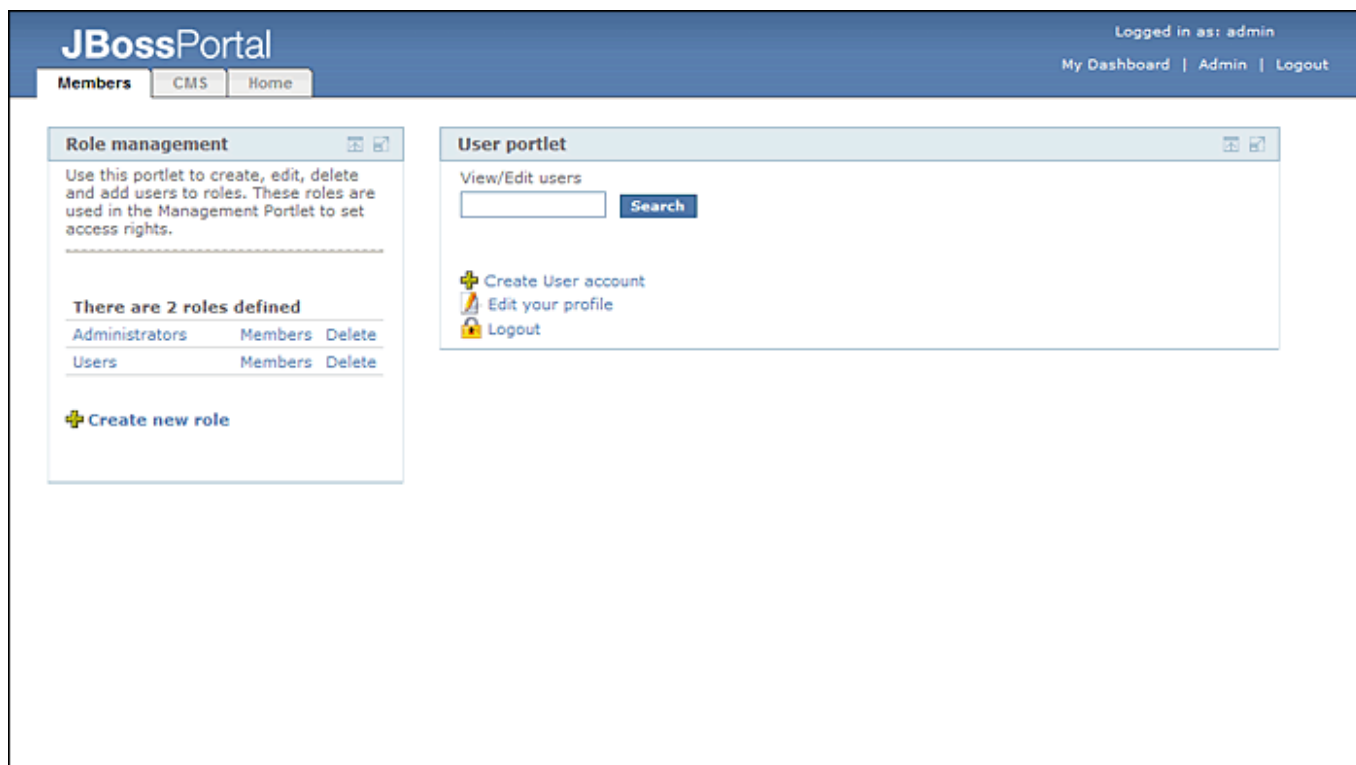 JBossPortal
Logged in as: admin
My Dashboard | Admin | Logout
Members CMS Home
Role management
Use this portlet to create, edit, delete
and add users to roles. These roles are
used in the Management Portlet to set
access rights.
There are 2 roles defined
Administrators Members Delete
Users Members Delete
Create new role
User portlet
View/Edit users
Search
Create User account
Edit your profile
Logout